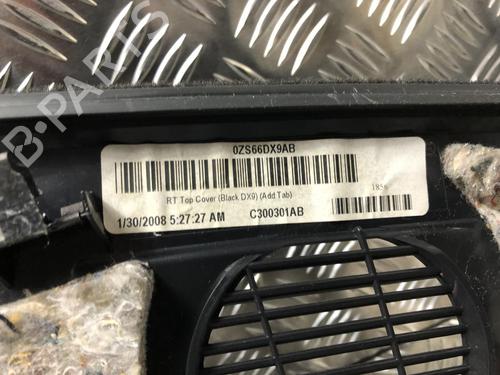 B-PARTS
0ZS66DX9AB
RT Top Cover (Black DX9) (Add Tab)
185
1/30/2008 5:27:27 AM
C300301AB